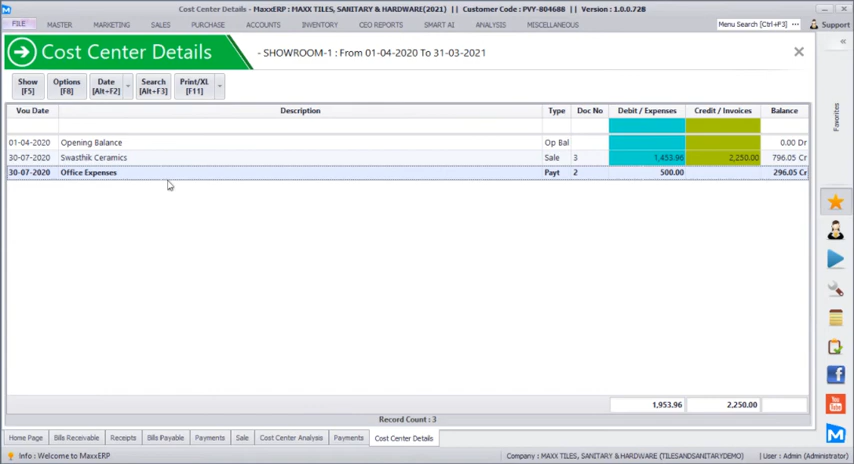 Cost Center Details - MaxxERP : MAXX TILES, SANITARY & HARDWARE(2021) || Customer Code : PVY-804688 || Version : 1.0.0.728
FILE MASTER MARKETING SALES PURCHASE ACCOUNTS INVENTORY CEO REPORTS SMART AI ANALYSIS MISCELLANEOUS Menu Search [Ctrl+F3] ... Support
Cost Center Details - SHOWROOM-1 : From 01-04-2020 To 31-03-2021
Show Options Date Search Print/XL
[F5] [F8] [Alt+F2] [Alt+F3] [F11]
Favorites
Vou Date Description Type Doc No Debit / Expenses Credit / Invoices Balance
01-04-2020 Opening Balance Op Bal 0.00 Dr
30-07-2020 Swasthik Ceramics Sale 3 1,453.96 2,250.00 796.05 Cr
30-07-2020 Office Expenses Payt 2 500.00 296.05 Cr
1,953.96 2,250.00
Record Count : 3
Home Page Bills Receivable Receipts Bills Payable Payments Sale Cost Center Analysis Payments Cost Center Details
Info : Welcome to MaxxERP Company : MAXX TILES, SANITARY & HARDWARE (TILESANDSANITARYDEMO) User : Admin (Administrator)